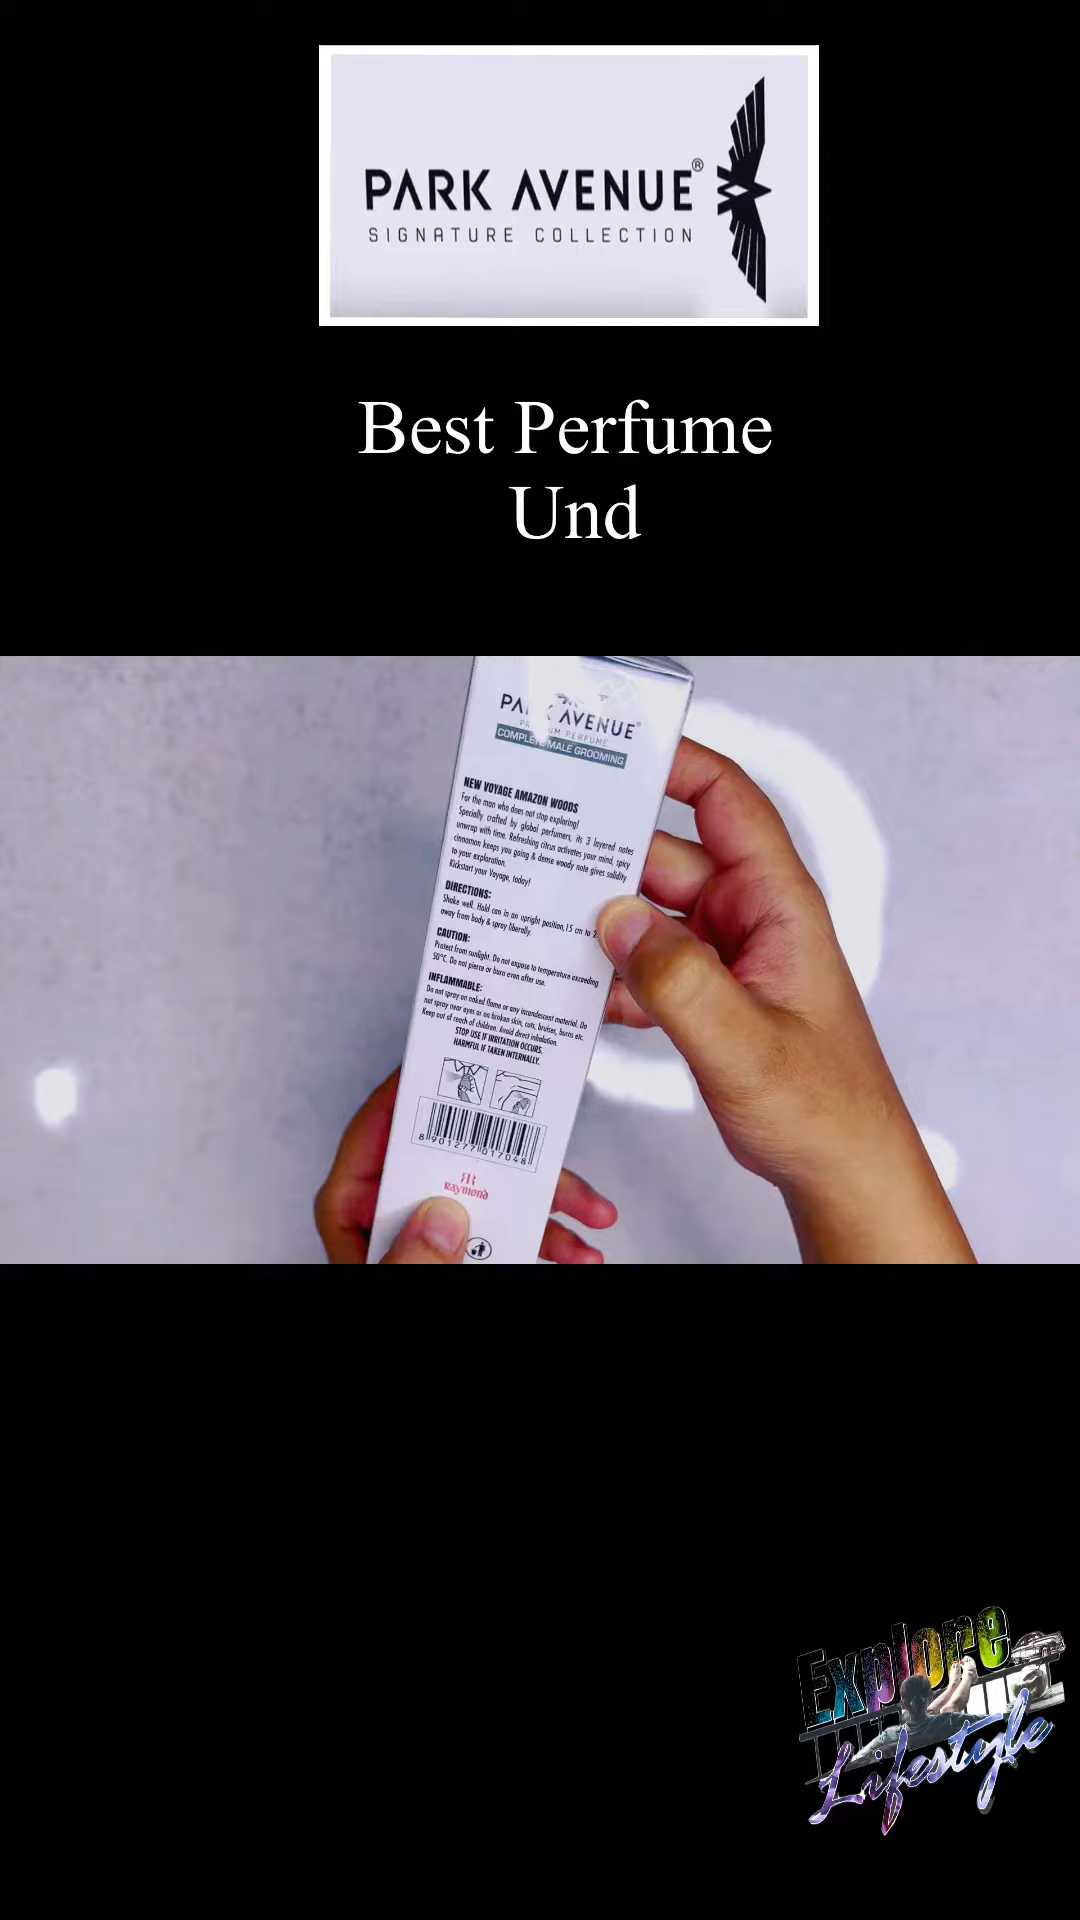 PARK AVENUE®
SIGNATURE COLLECTION
Best Perfume
Und
PARK AVENUE®
PREMIUM PERFUME
COMPLETE MALE GROOMING
NEW VOYAGE AMAZON WOODS
For the man who does not stop exploring!
Specially crafted by global perfumers, its 3 layered notes
unwrap with time. Refreshing citrus activates your mind, spicy
cinnamon keeps you going & dense woody note gives solidity
to your exploration.
Kickstart your Voyage, today!
DIRECTIONS:
Shake well. Hold can in an upright position,15 cm to
away from body & spray liberally.
CAUTION:
Protect from sunlight. Do not expose to temperature exceeding
50°C. Do not pierce or burn even after use.
INFLAMMABLE:
Do not spray on naked flame or any incandescent material. Do
not spray near eyes or on broken skin, cuts, bruises, burns etc.
Keep out of reach of children. Avoid direct inhalation.
STOP USE IF IRRITATION OCCURS.
HARMFUL IF TAKEN INTERNALLY.
8 901277 017048
Raymond
Explore
Lifestyle